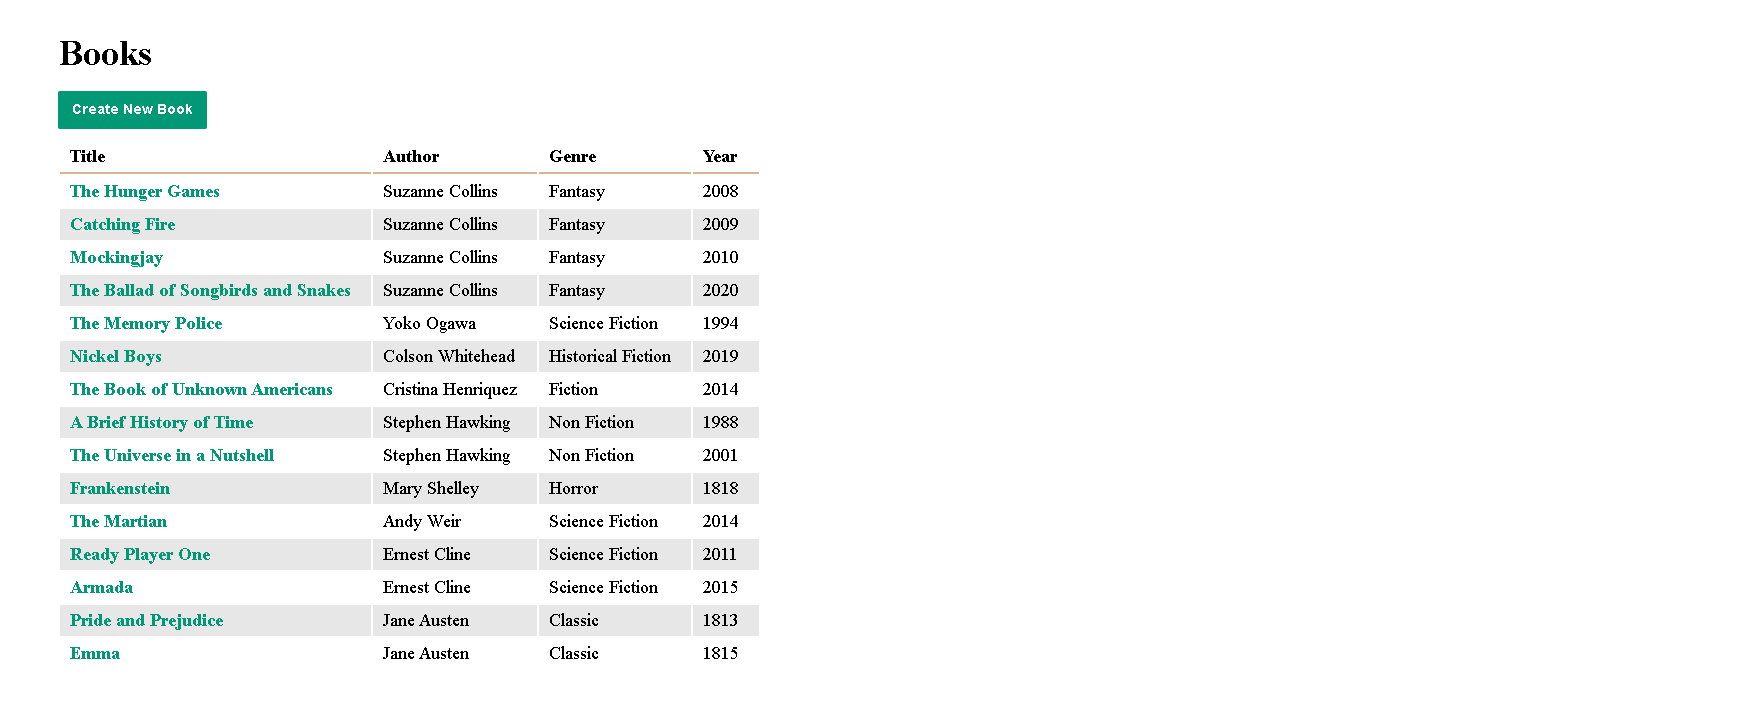 Books
Create New Book
Title Author Genre Year
The Hunger Games Suzanne Collins Fantasy 2008
Catching Fire Suzanne Collins Fantasy 2009
Mockingjay Suzanne Collins Fantasy 2010
The Ballad of Songbirds and Snakes Suzanne Collins Fantasy 2020
The Memory Police Yoko Ogawa Science Fiction 1994
Nickel Boys Colson Whitehead Historical Fiction 2019
The Book of Unknown Americans Cristina Henriquez Fiction 2014
A Brief History of Time Stephen Hawking Non Fiction 1988
The Universe in a Nutshell Stephen Hawking Non Fiction 2001
Frankenstein Mary Shelley Horror 1818
The Martian Andy Weir Science Fiction 2014
Ready Player One Ernest Cline Science Fiction 2011
Armada Ernest Cline Science Fiction 2015
Pride and Prejudice Jane Austen Classic 1813
Emma Jane Austen Classic 1815